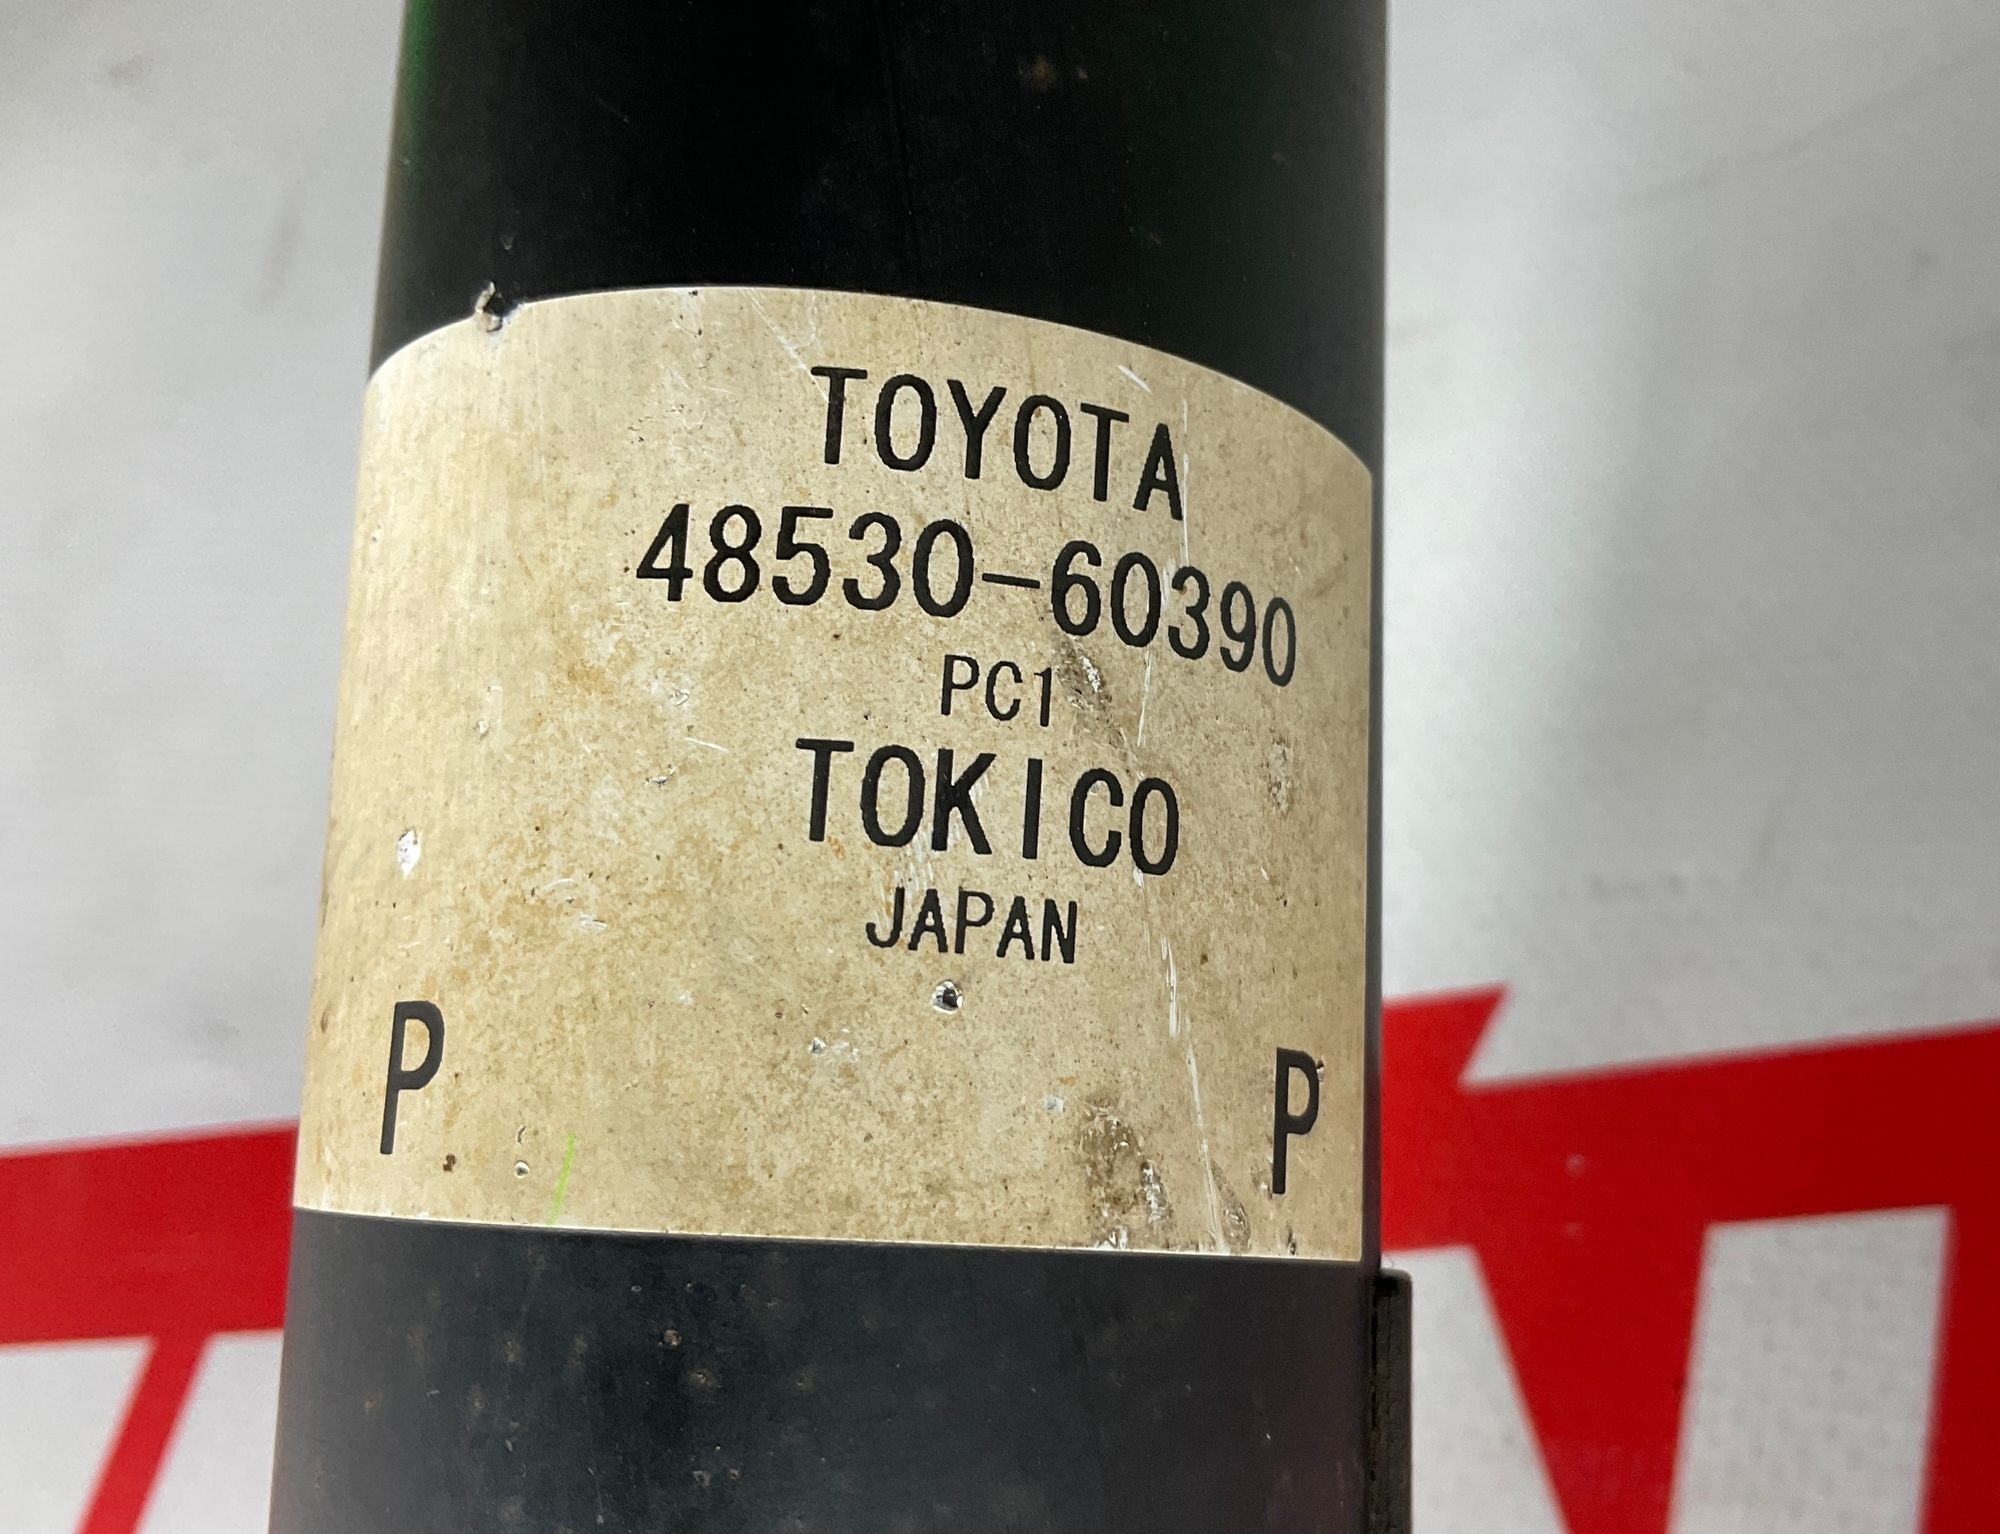 TOYOTA
48530-60390
PC1
TOKICO
JAPAN
P P